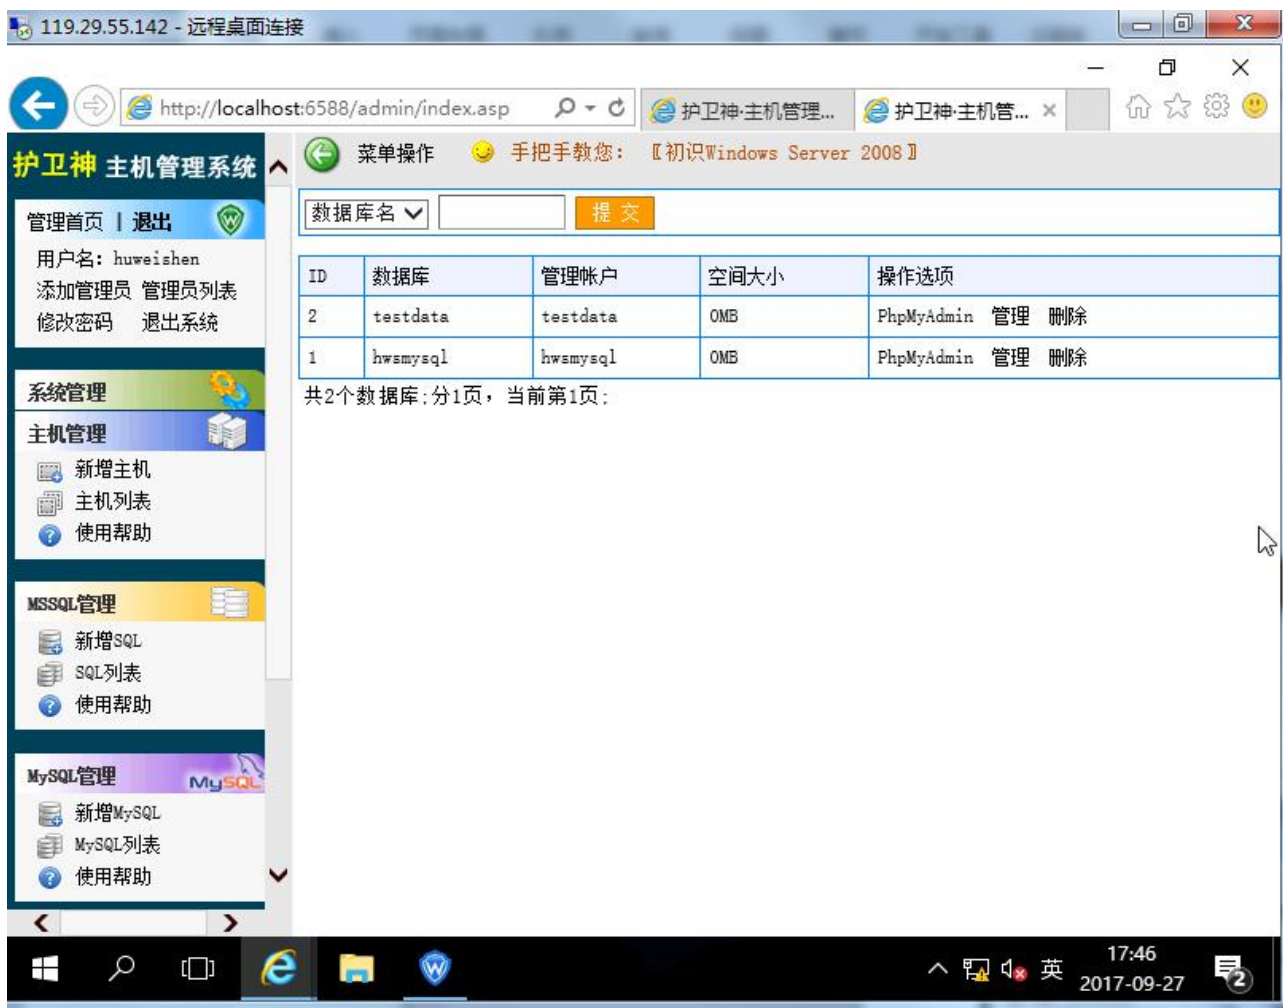 119.29.55.142 - 远程桌面连接
http://localhost:6588/admin/index.asp
护卫神·主机管理...
护卫神·主机管...
护卫神 主机管理系统
管理首页 | 退出
用户名: huweishen
添加管理员 管理员列表
修改密码 退出系统
系统管理
主机管理
新增主机
主机列表
使用帮助
MSSQL管理
新增SQL
SQL列表
使用帮助
MySQL管理
MySQL
新增MySQL
MySQL列表
使用帮助
菜单操作 手把手教您: 〖初识Windows Server 2008〗
数据库名 提 交
ID 数据库 管理帐户 空间大小 操作选项
2 testdata testdata 0MB PhpMyAdmin 管理 删除
1 hwsmysql hwsmysql 0MB PhpMyAdmin 管理 删除
共2个数据库;分1页，当前第1页;
英
17:46
2017-09-27
2